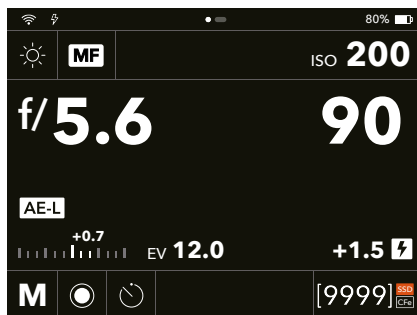 80%
MF ISO 200
f/5.6 90
AE-L
+0.7 EV 12.0 +1.5
M [9999] SSD CFe